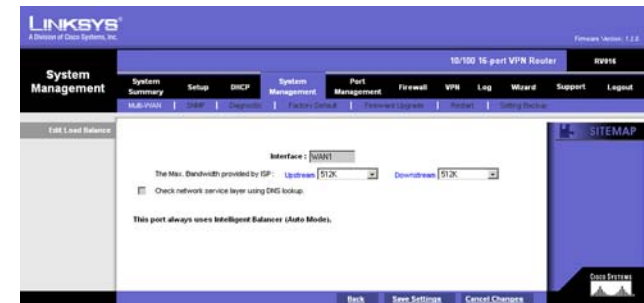 LINKSYS®
A Division of Cisco Systems, Inc.
Firmware Version: 1.2.0
10/100 16-port VPN Router
RV016
System Management
System Summary
Setup
DHCP
System Management
Port Management
Firewall
VPN
Log
Wizard
Support
Logout
Multi-WAN | SNMP | Diagnostic | Factory Default | Firmware Upgrade | Restart | Setting Backup
Edit Load Balance
SITEMAP
Interface : WAN1
The Max. Bandwidth provided by ISP : Upstream 512K Downstream 512K
Check network service layer using DNS lookup.
This port always uses Intelligent Balancer (Auto Mode).
Back Save Settings Cancel Changes
CISCO SYSTEMS